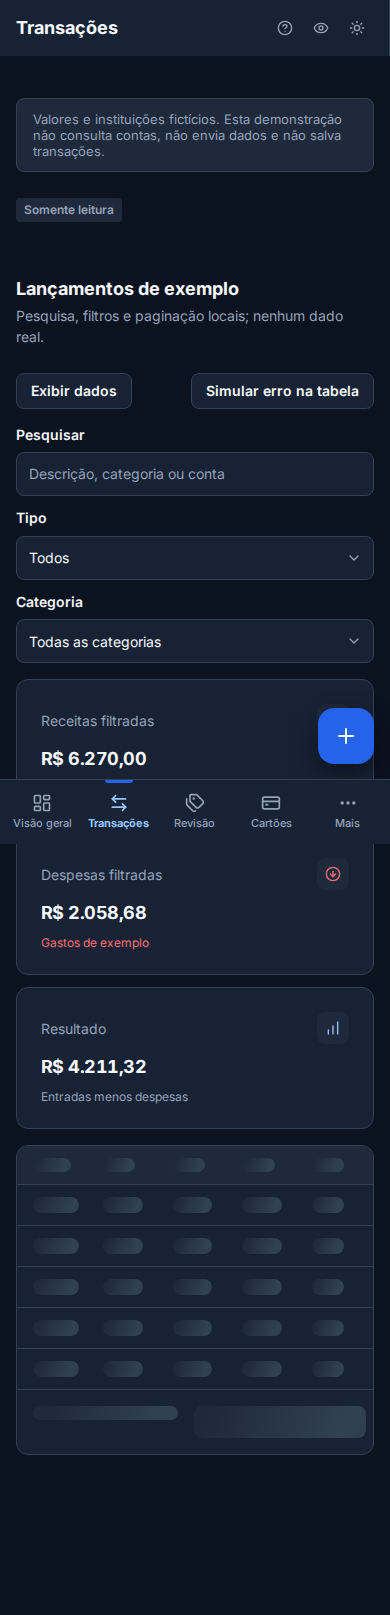 Transações
Valores e instituições fictícios. Esta demonstração
não consulta contas, não envia dados e não salva
transações.
Somente leitura
Lançamentos de exemplo
Pesquisa, filtros e paginação locais; nenhum dado
real.
Exibir dados
Simular erro na tabela
Pesquisar
Descrição, categoria ou conta
Tipo
Todos
Categoria
Todas as categorias
Receitas filtradas
R$ 6.270,00
Visão geral
Transações
Revisão
Cartões
Mais
Despesas filtradas
R$ 2.058,68
Gastos de exemplo
Resultado
R$ 4.211,32
Entradas menos despesas